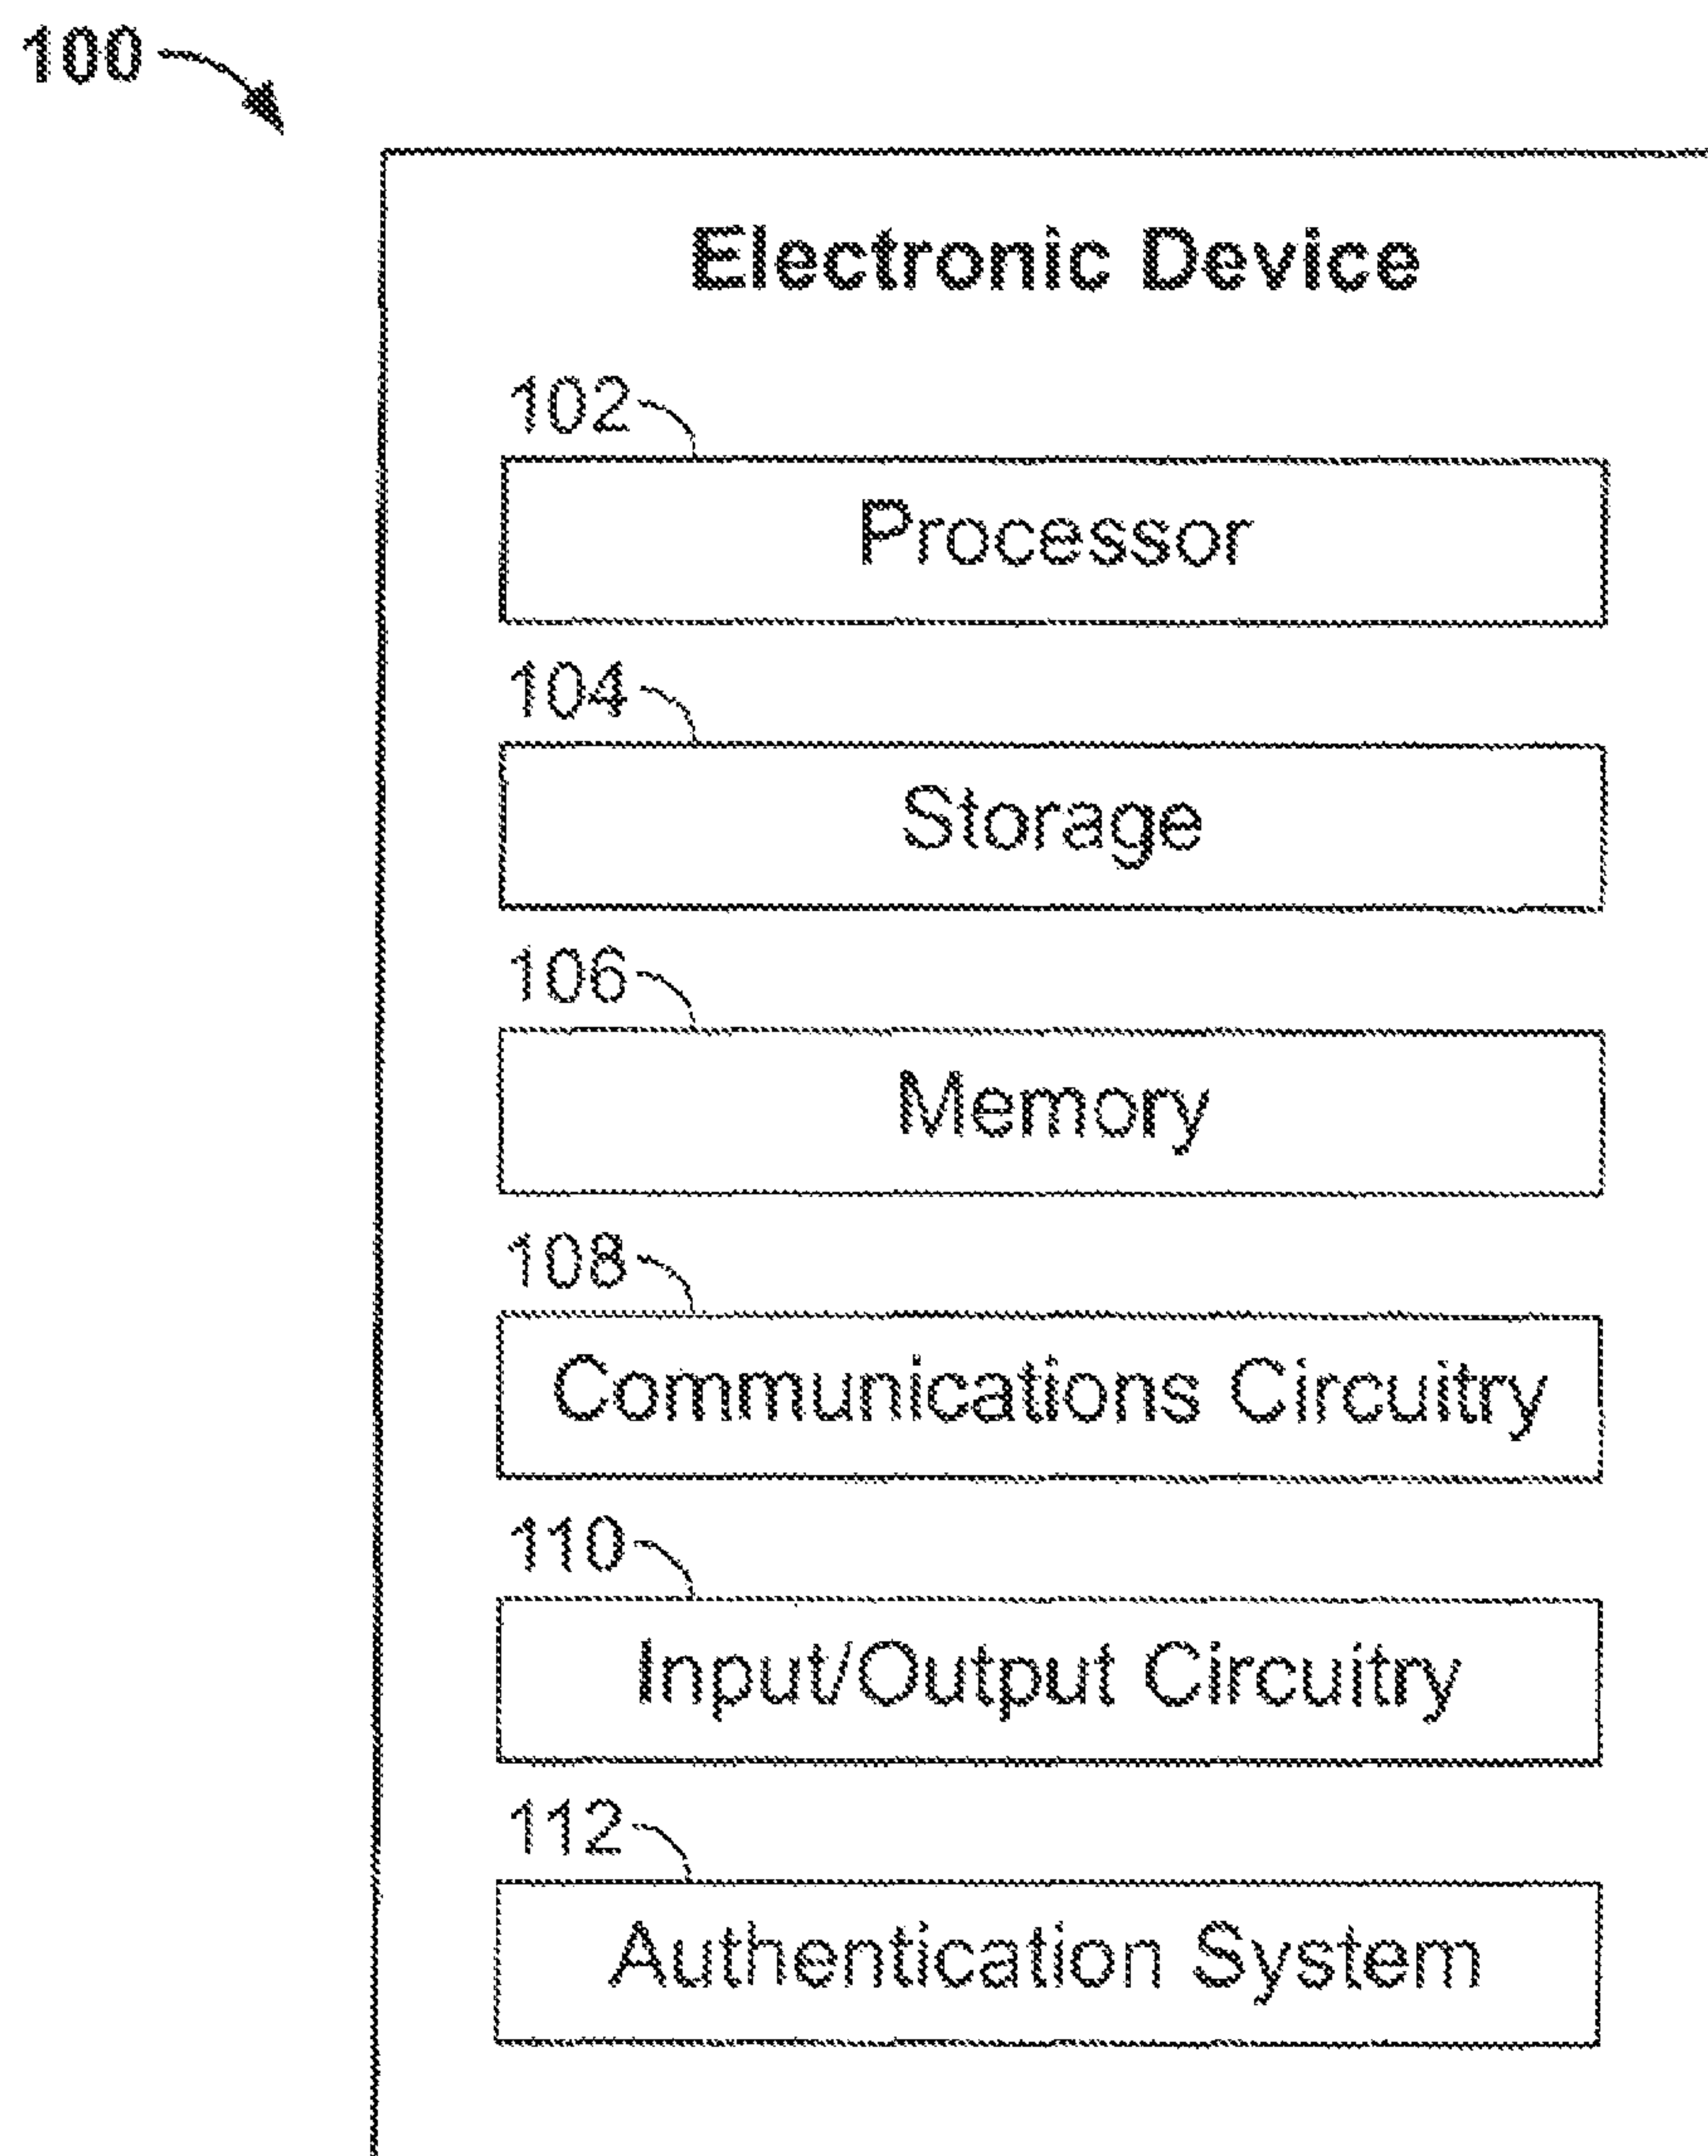 100
Electronic Device
102
Processor
104
Storage
106
Memory
108
Communications Circuitry
110
Input/Output Circuitry
112
Authentication System